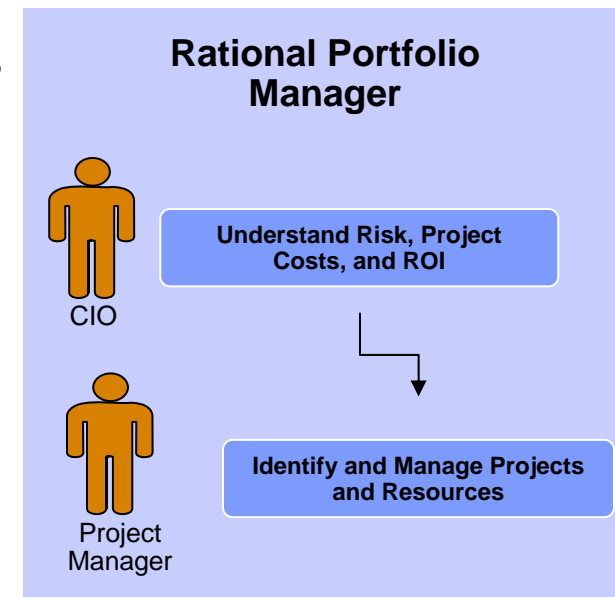 Rational Portfolio
Manager
Understand Risk, Project
Costs, and ROI
CIO
Identify and Manage Projects
and Resources
Project
Manager